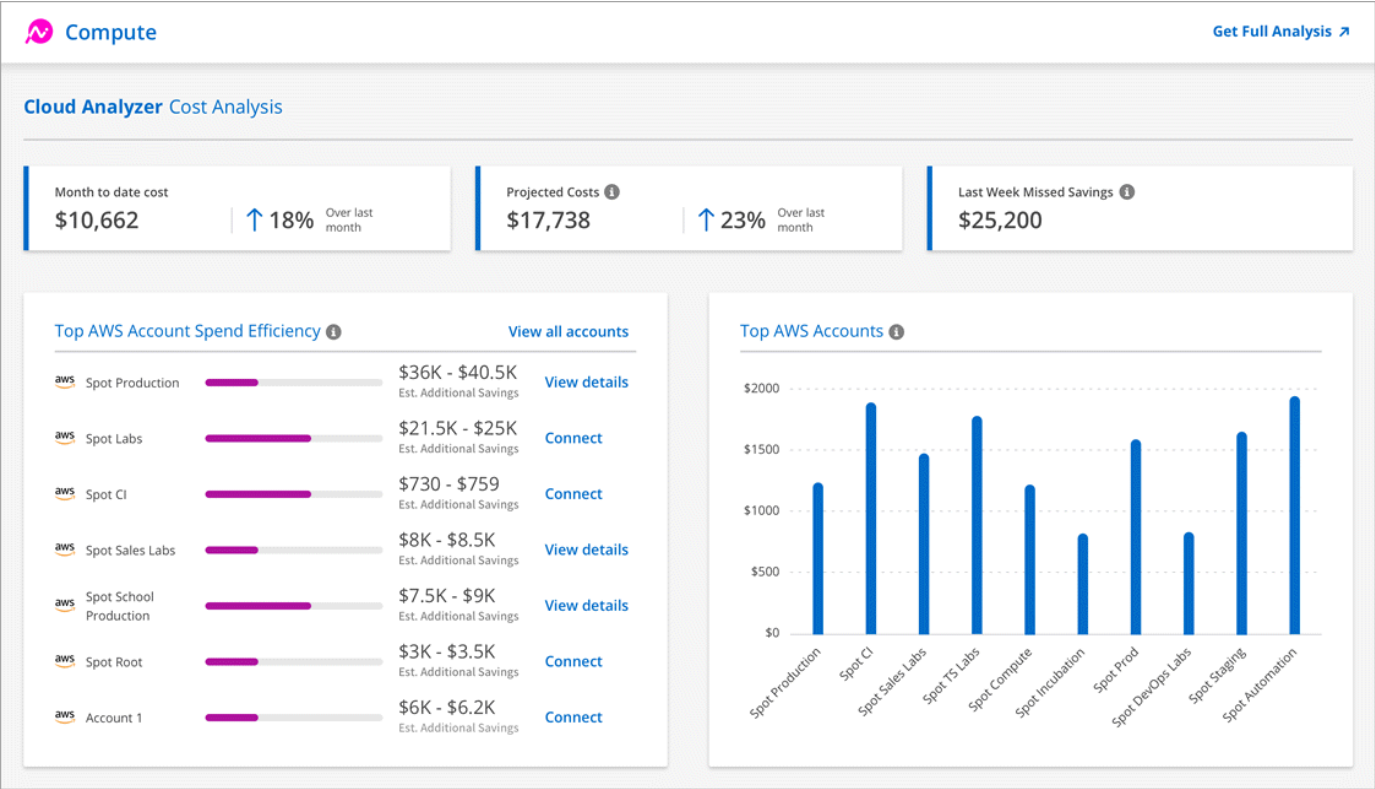 Compute
Get Full Analysis ↗
Cloud Analyzer Cost Analysis
Month to date cost
$10,662
↑ 18% Over last
month
Projected Costs
$17,738
↑ 23% Over last
month
Last Week Missed Savings
$25,200
Top AWS Account Spend Efficiency
View all accounts
aws Spot Production
$36K - $40.5K
Est. Additional Savings
View details
aws Spot Labs
$21.5K - $25K
Est. Additional Savings
Connect
aws Spot CI
$730 - $759
Est. Additional Savings
Connect
aws Spot Sales Labs
$8K - $8.5K
Est. Additional Savings
View details
aws Spot School
Production
$7.5K - $9K
Est. Additional Savings
View details
aws Spot Root
$3K - $3.5K
Est. Additional Savings
Connect
aws Account 1
$6K - $6.2K
Est. Additional Savings
Connect
Top AWS Accounts
$2000
$1500
$1000
$500
$0
Spot Production
Spot CI
Spot Sales Labs
Spot TS Labs
Spot Compute
Spot Incubation
Spot Prod
Spot DevOps Labs
Spot Staging
Spot Automation